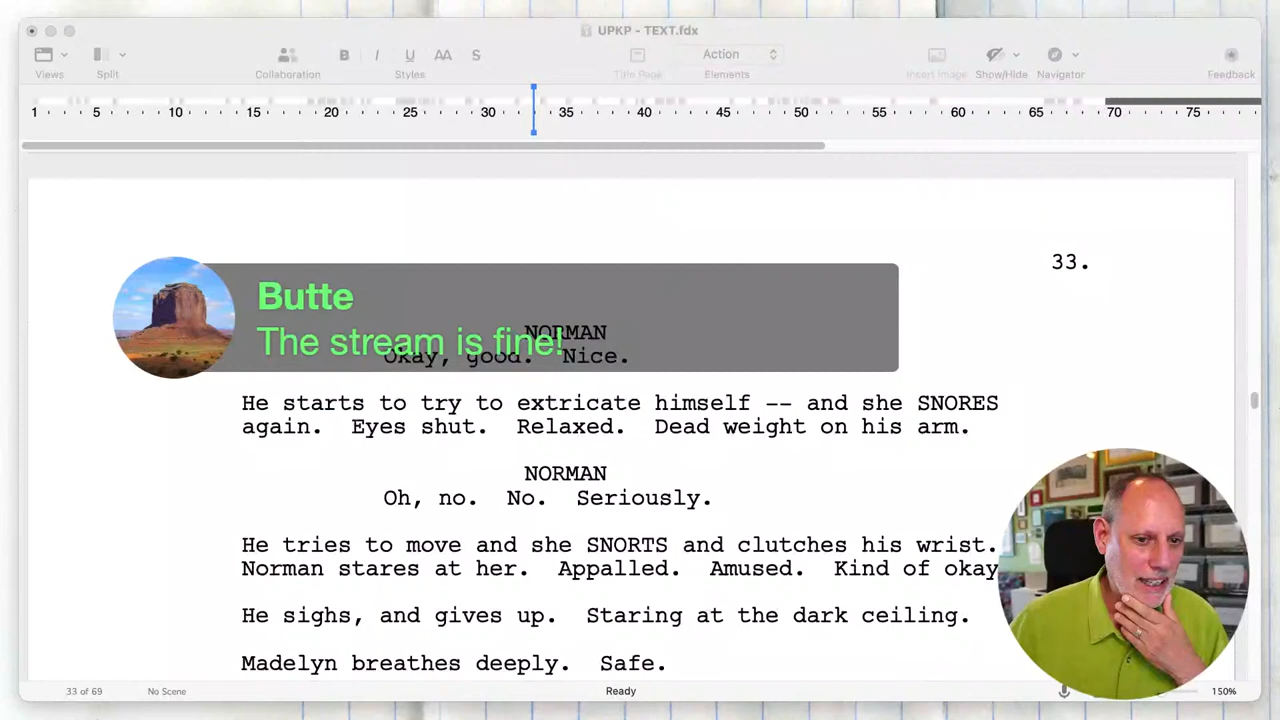 UPKP - TEXT.fdx
Views Split Collaboration B I U AA S Styles Title Page Action Elements Insert Image Show/Hide Navigator Feedback
1 5 10 15 20 25 30 35 40 45 50 55 60 65 70 75
33.
Butte
The stream is fine!
NORMAN
Okay, good. Nice.
He starts to try to extricate himself -- and she SNORES
again. Eyes shut. Relaxed. Dead weight on his arm.
NORMAN
Oh, no. No. Seriously.
He tries to move and she SNORTS and clutches his wrist.
Norman stares at her. Appalled. Amused. Kind of okay
He sighs, and gives up. Staring at the dark ceiling.
Madelyn breathes deeply. Safe.
33 of 69 No Scene Ready 150%